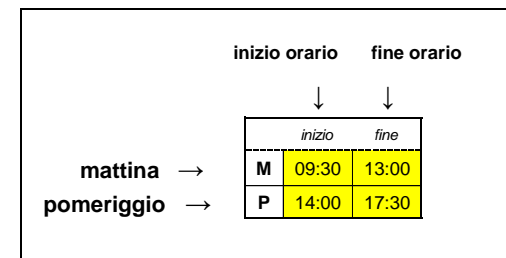 inizio orario fine orario
↓ ↓
inizio fine
mattina → M 09:30 13:00
pomeriggio → P 14:00 17:30